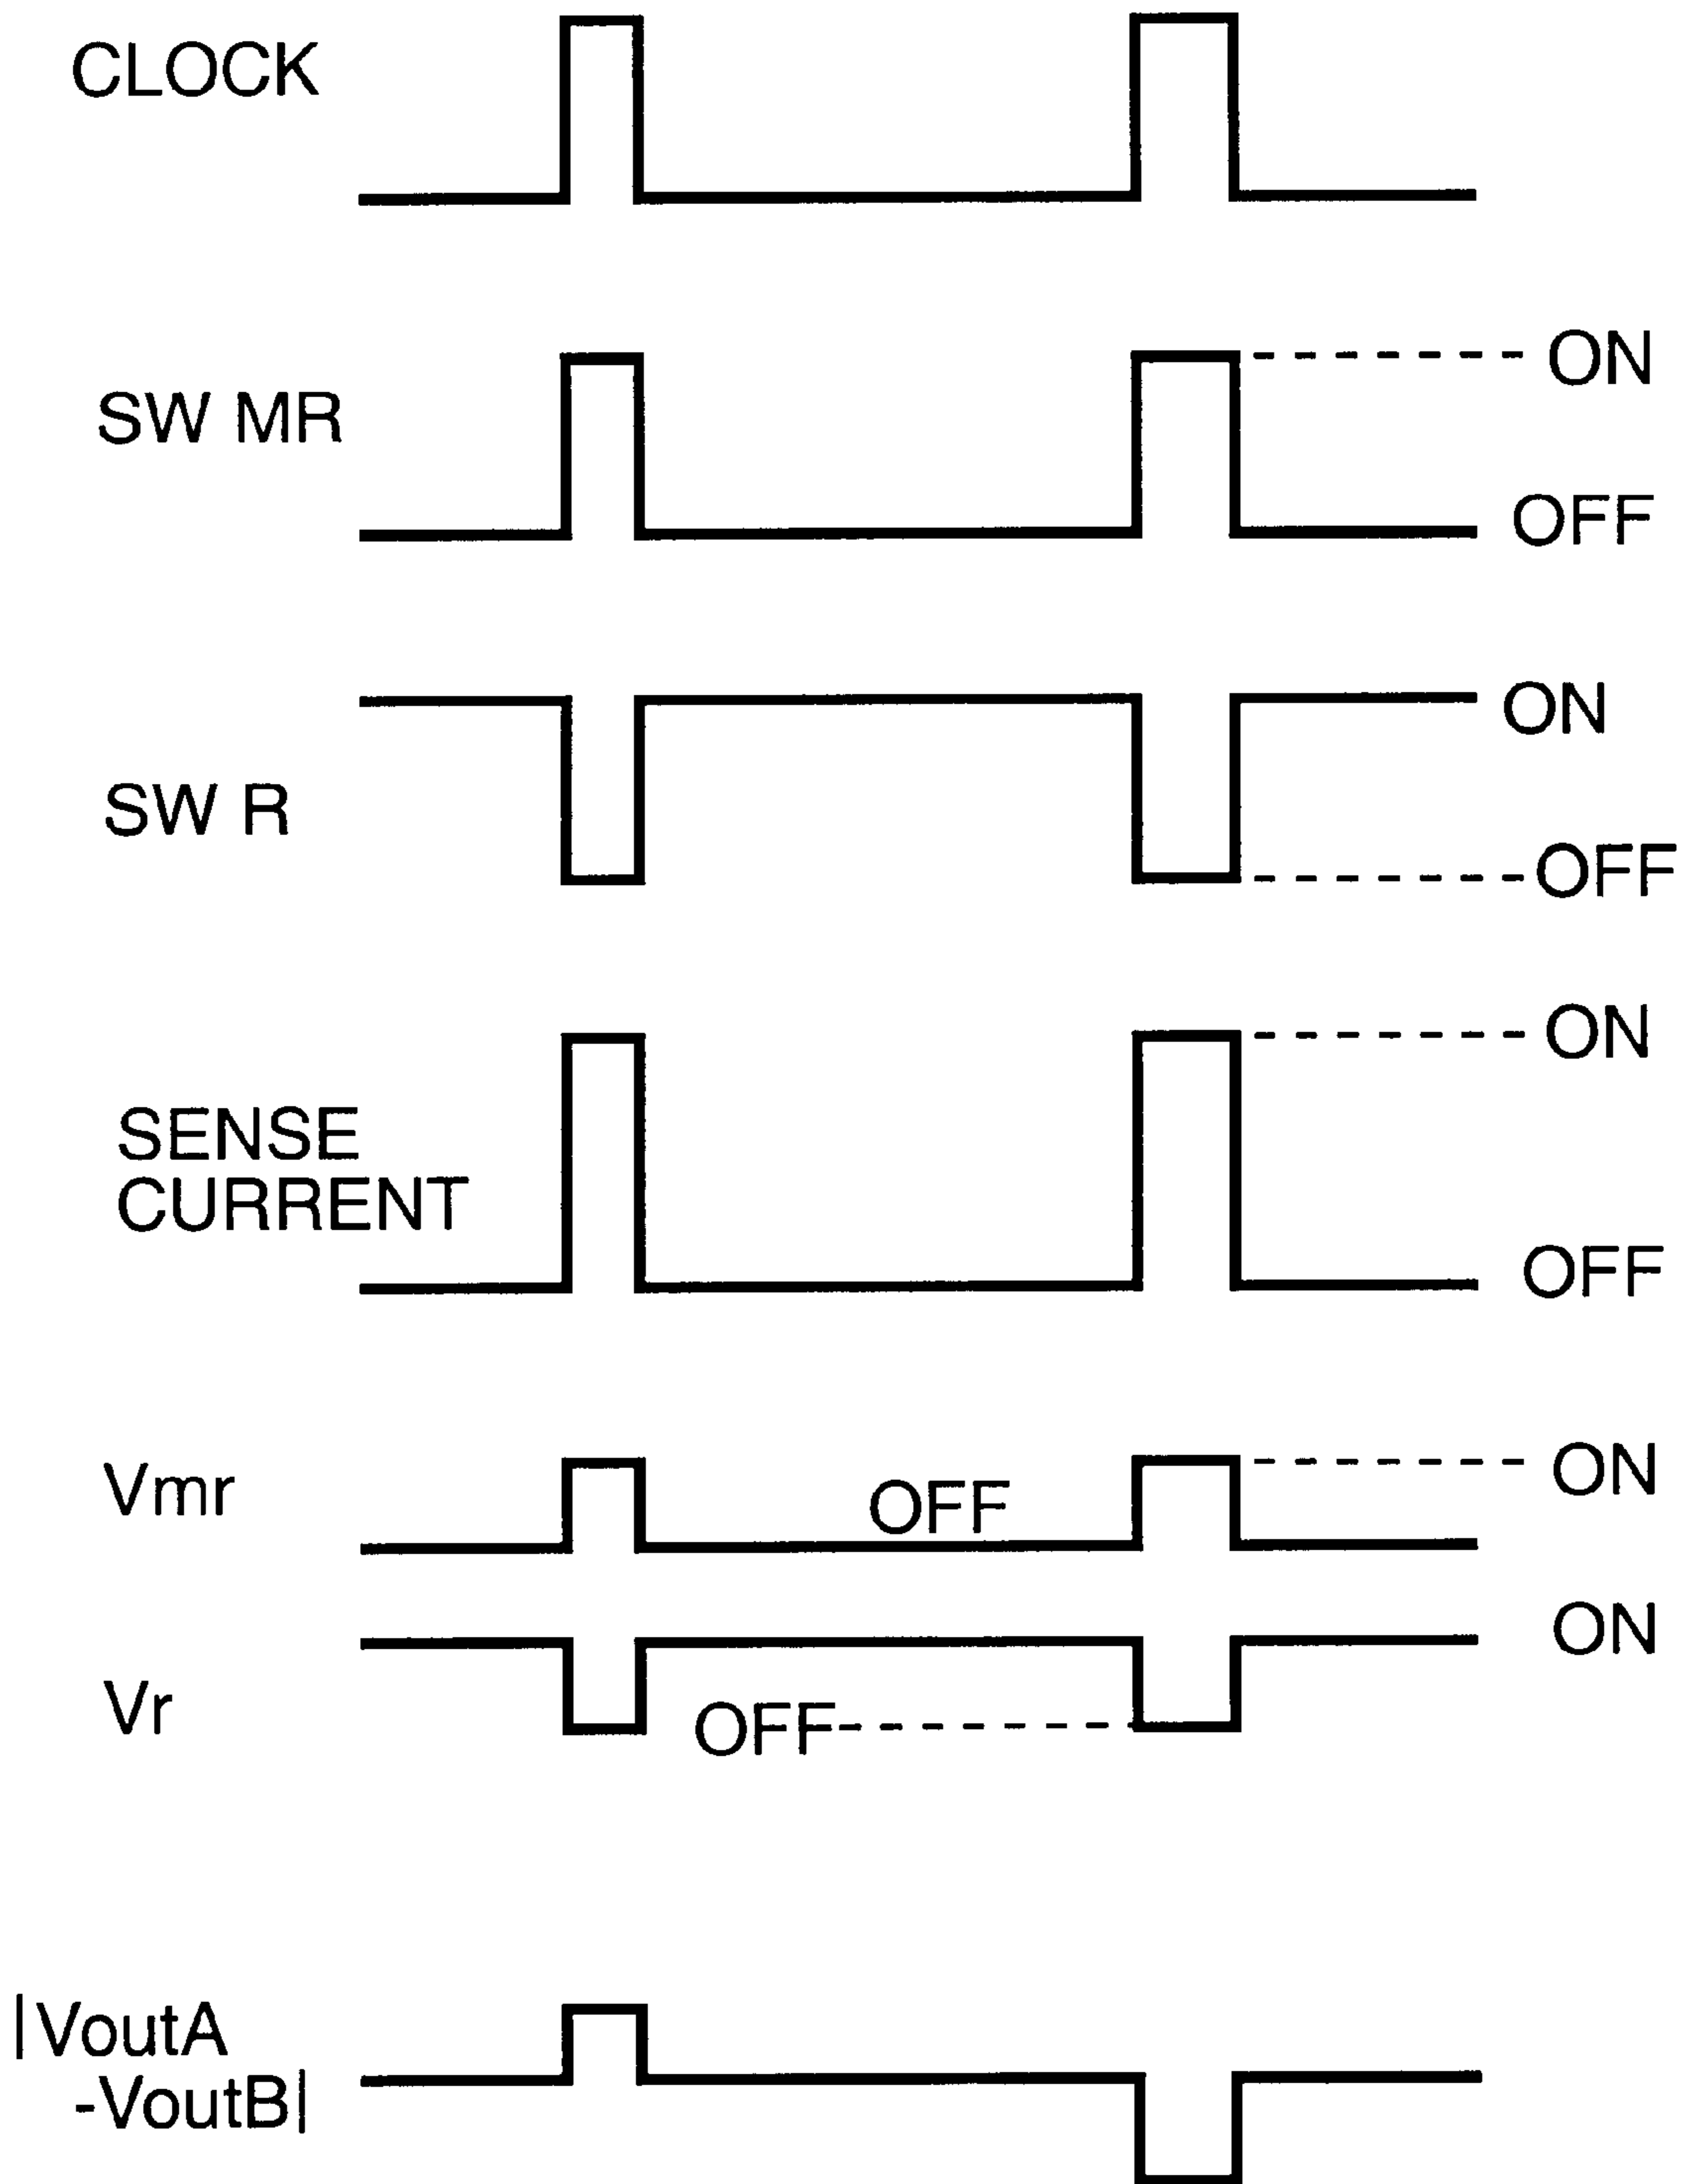 CLOCK
ON
SW MR
OFF
ON
SW R
OFF
ON
SENSE
CURRENT
OFF
ON
Vmr
OFF
ON
Vr
OFF
|VoutA
-VoutB|